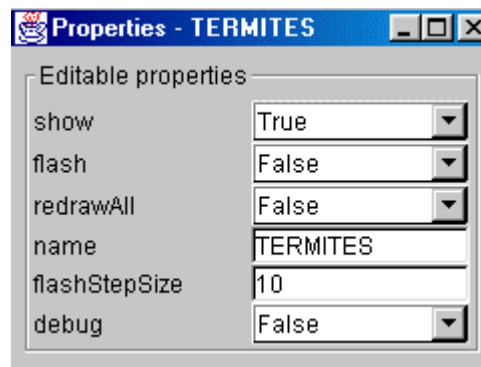 Properties - TERMITES
Editable properties
show True
flash False
redrawAll False
name TERMITES
flashStepSize 10
debug False